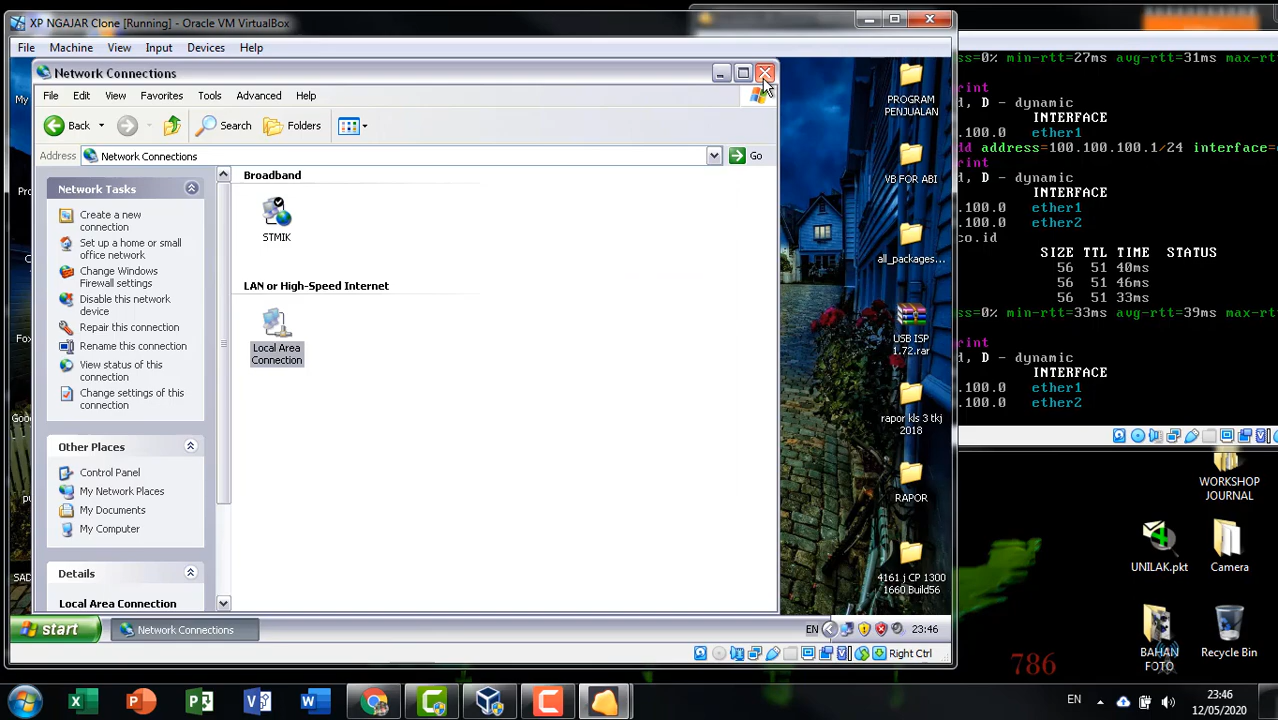 XP NGAJAR Clone [Running] - Oracle VM VirtualBox
File Machine View Input Devices Help
Network Connections
File Edit View Favorites Tools Advanced Help
Back Search Folders
Address Network Connections Go
Network Tasks
Create a new
connection
Set up a home or small
office network
Change Windows
Firewall settings
Disable this network
device
Repair this connection
Rename this connection
View status of this
connection
Change settings of this
connection
Other Places
Control Panel
My Network Places
My Documents
My Computer
Details
Local Area Connection
Broadband
STMIK
LAN or High-Speed Internet
Local Area
Connection
My
PROGRAM
PENJUALAN
VB FOR ABI
all_packages...
USB ISP
1.72.rar
rapor kls 3 tkj
2018
RAPOR
4161 j CP 1300
1660 Build56
start Network Connections EN 23:46
Right Ctrl
ss=0% min-rtt=27ms avg-rtt=31ms max-rt
rint
d, D - dynamic
INTERFACE
.100.0 ether1
dd address=100.100.100.1/24 interface=
rint
d, D - dynamic
INTERFACE
.100.0 ether1
.100.0 ether2
co.id
SIZE TTL TIME STATUS
56 51 40ms
56 51 46ms
56 51 33ms
ss=0% min-rtt=33ms avg-rtt=39ms max-rt
rint
d, D - dynamic
INTERFACE
.100.0 ether1
.100.0 ether2
WORKSHOP
JOURNAL
UNILAK.pkt
Camera
BAHAN
FOTO
Recycle Bin
786
EN 23:46
12/05/2020